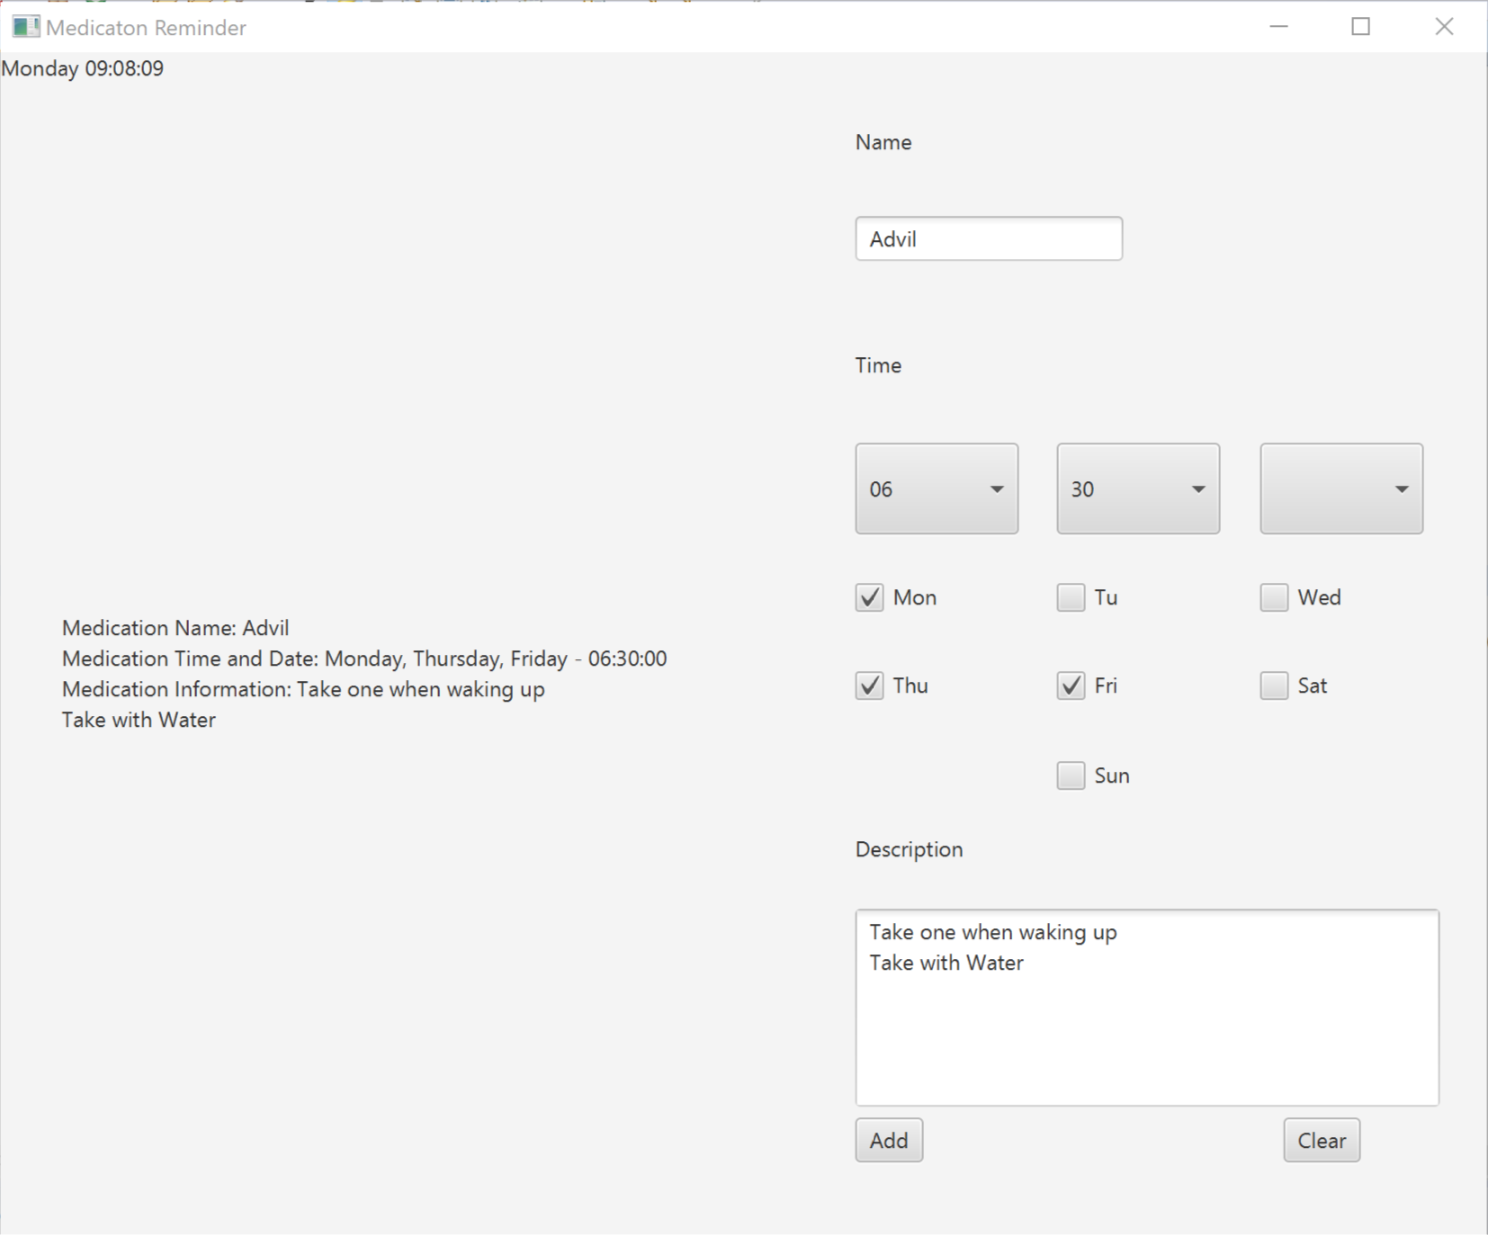 Medicaton Reminder
Monday 09:08:09
Name
Advil
Time
06 30
Mon Tu Wed
Thu Fri Sat
Sun
Medication Name: Advil
Medication Time and Date: Monday, Thursday, Friday - 06:30:00
Medication Information: Take one when waking up
Take with Water
Description
Take one when waking up
Take with Water
Add Clear